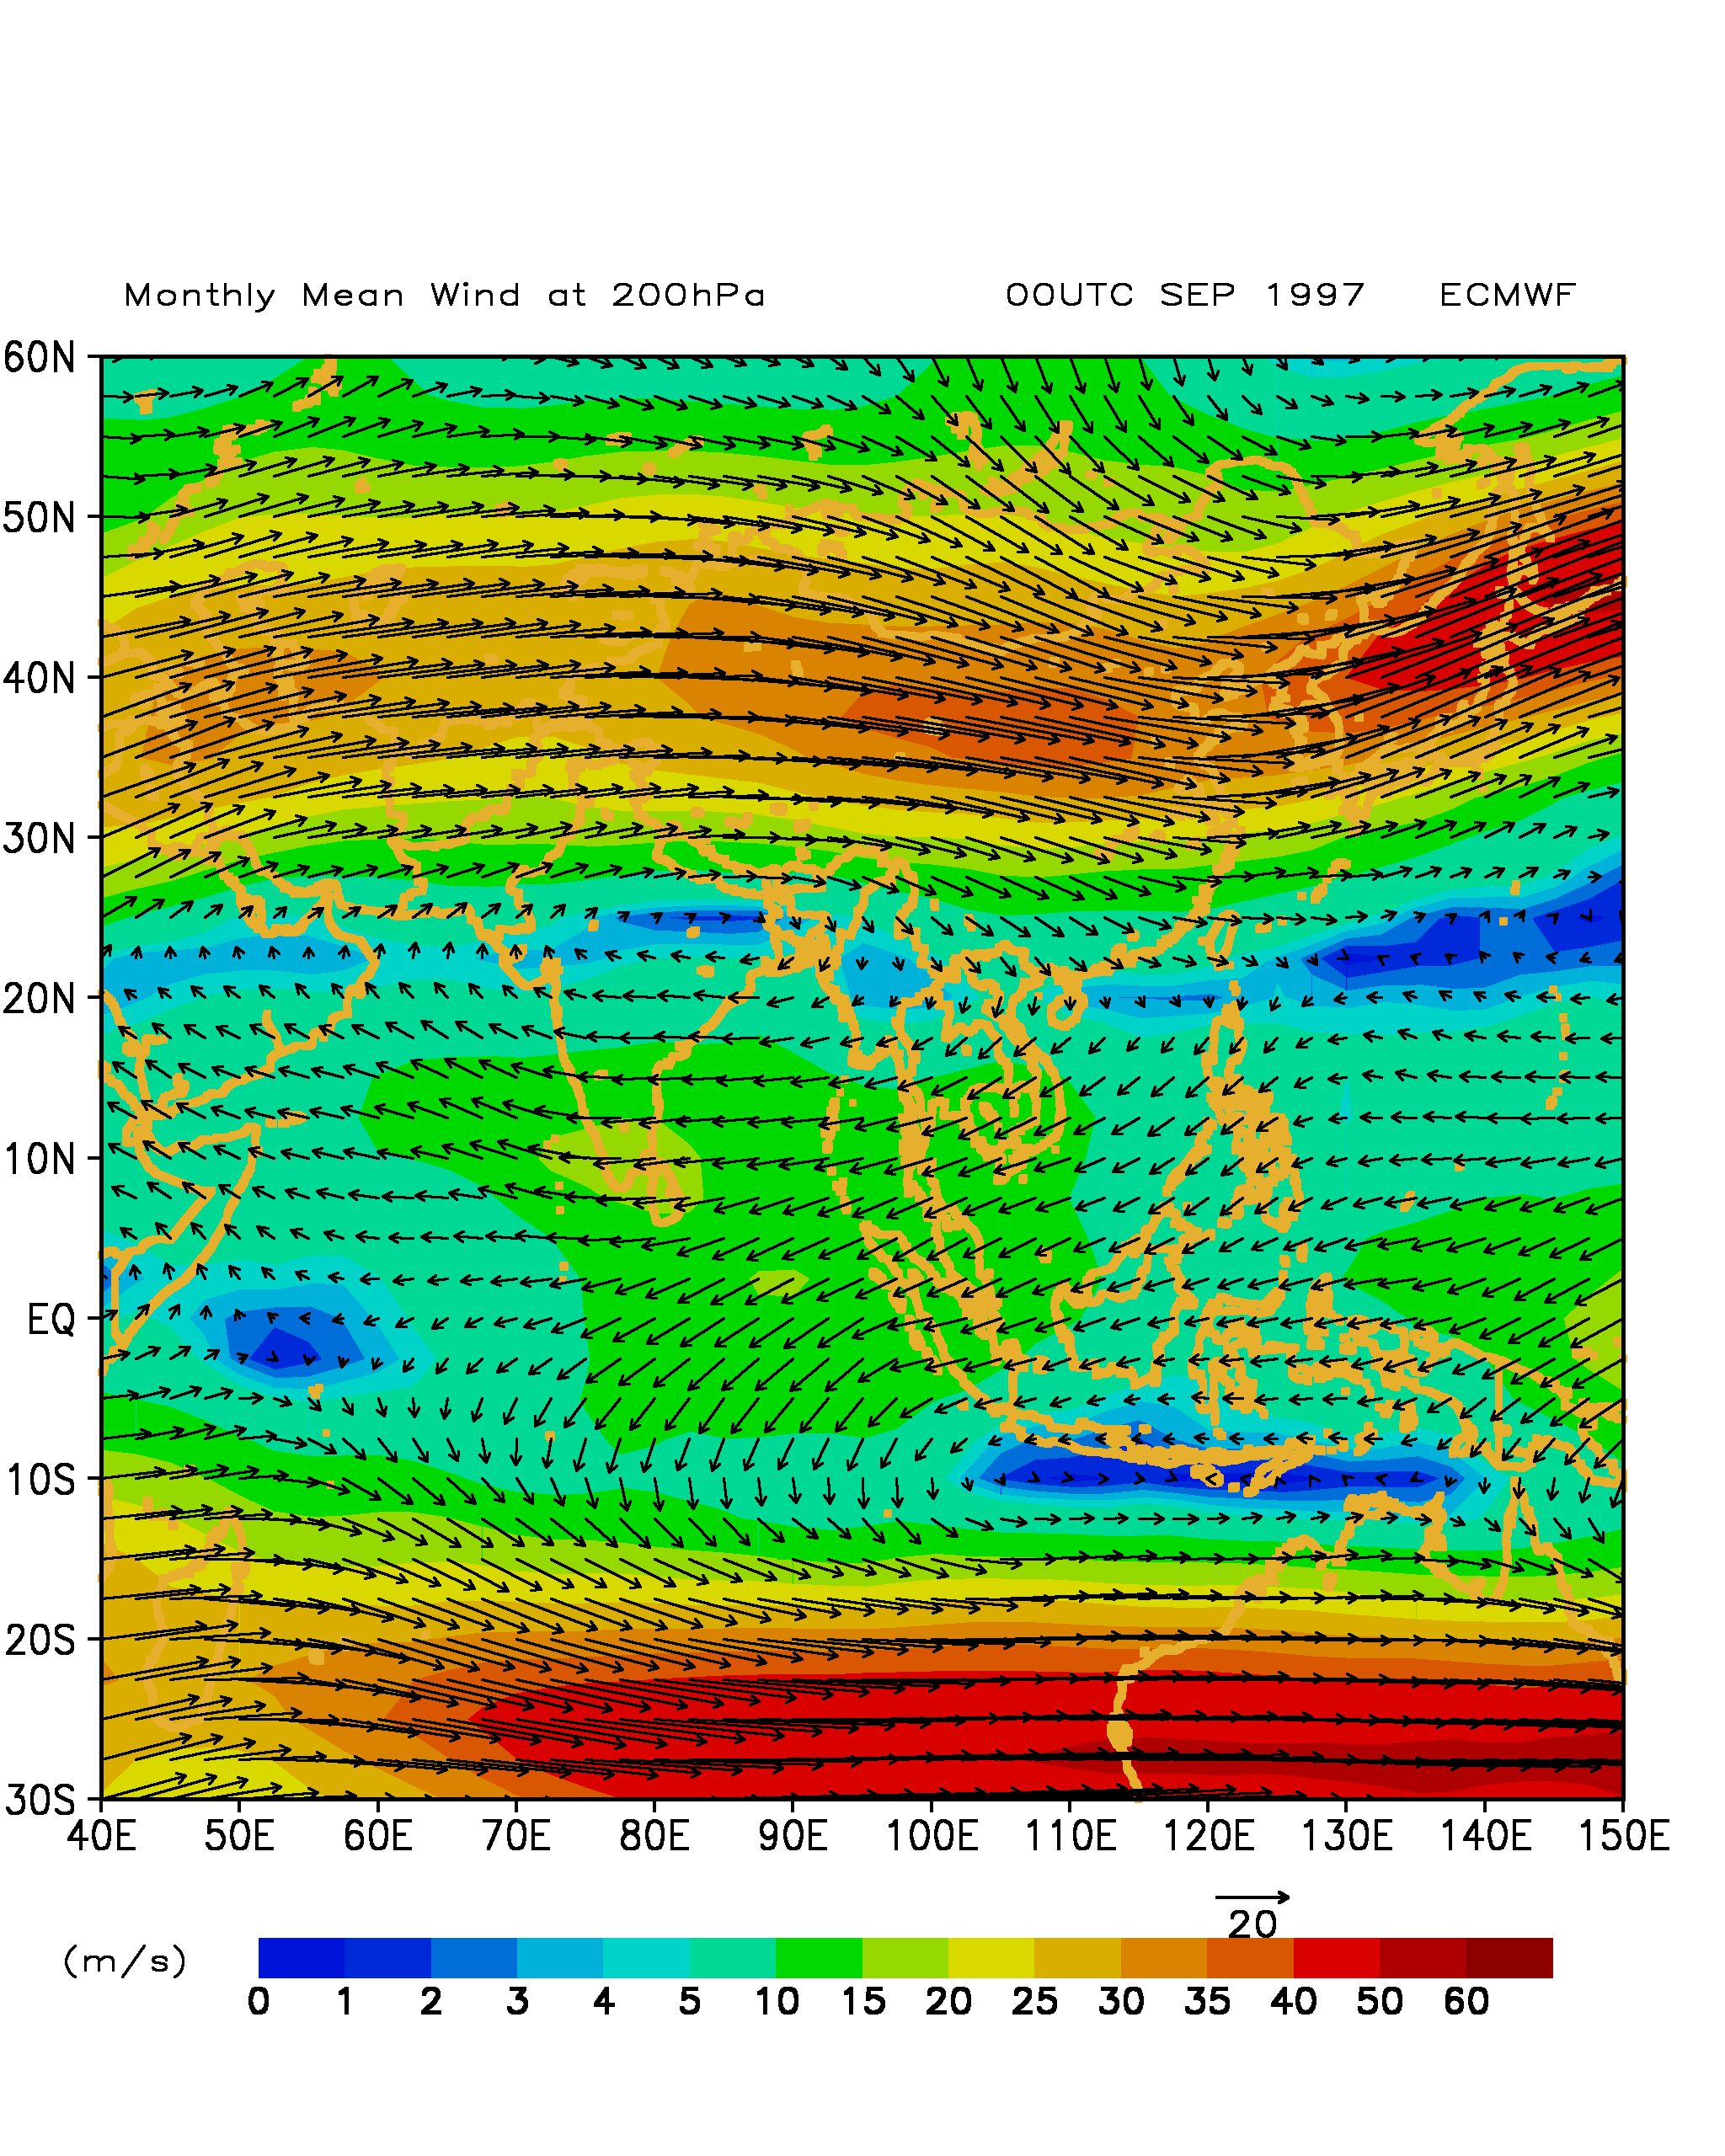 Monthly Mean Wind at 200hPa 00UTC SEP 1997 ECMWF
60N
50N
40N
30N
20N
10N
EQ
10S
20S
30S
40E 50E 60E 70E 80E 90E 100E 110E 120E 130E 140E 150E
20
(m/s)
0 1 2 3 4 5 10 15 20 25 30 35 40 50 60